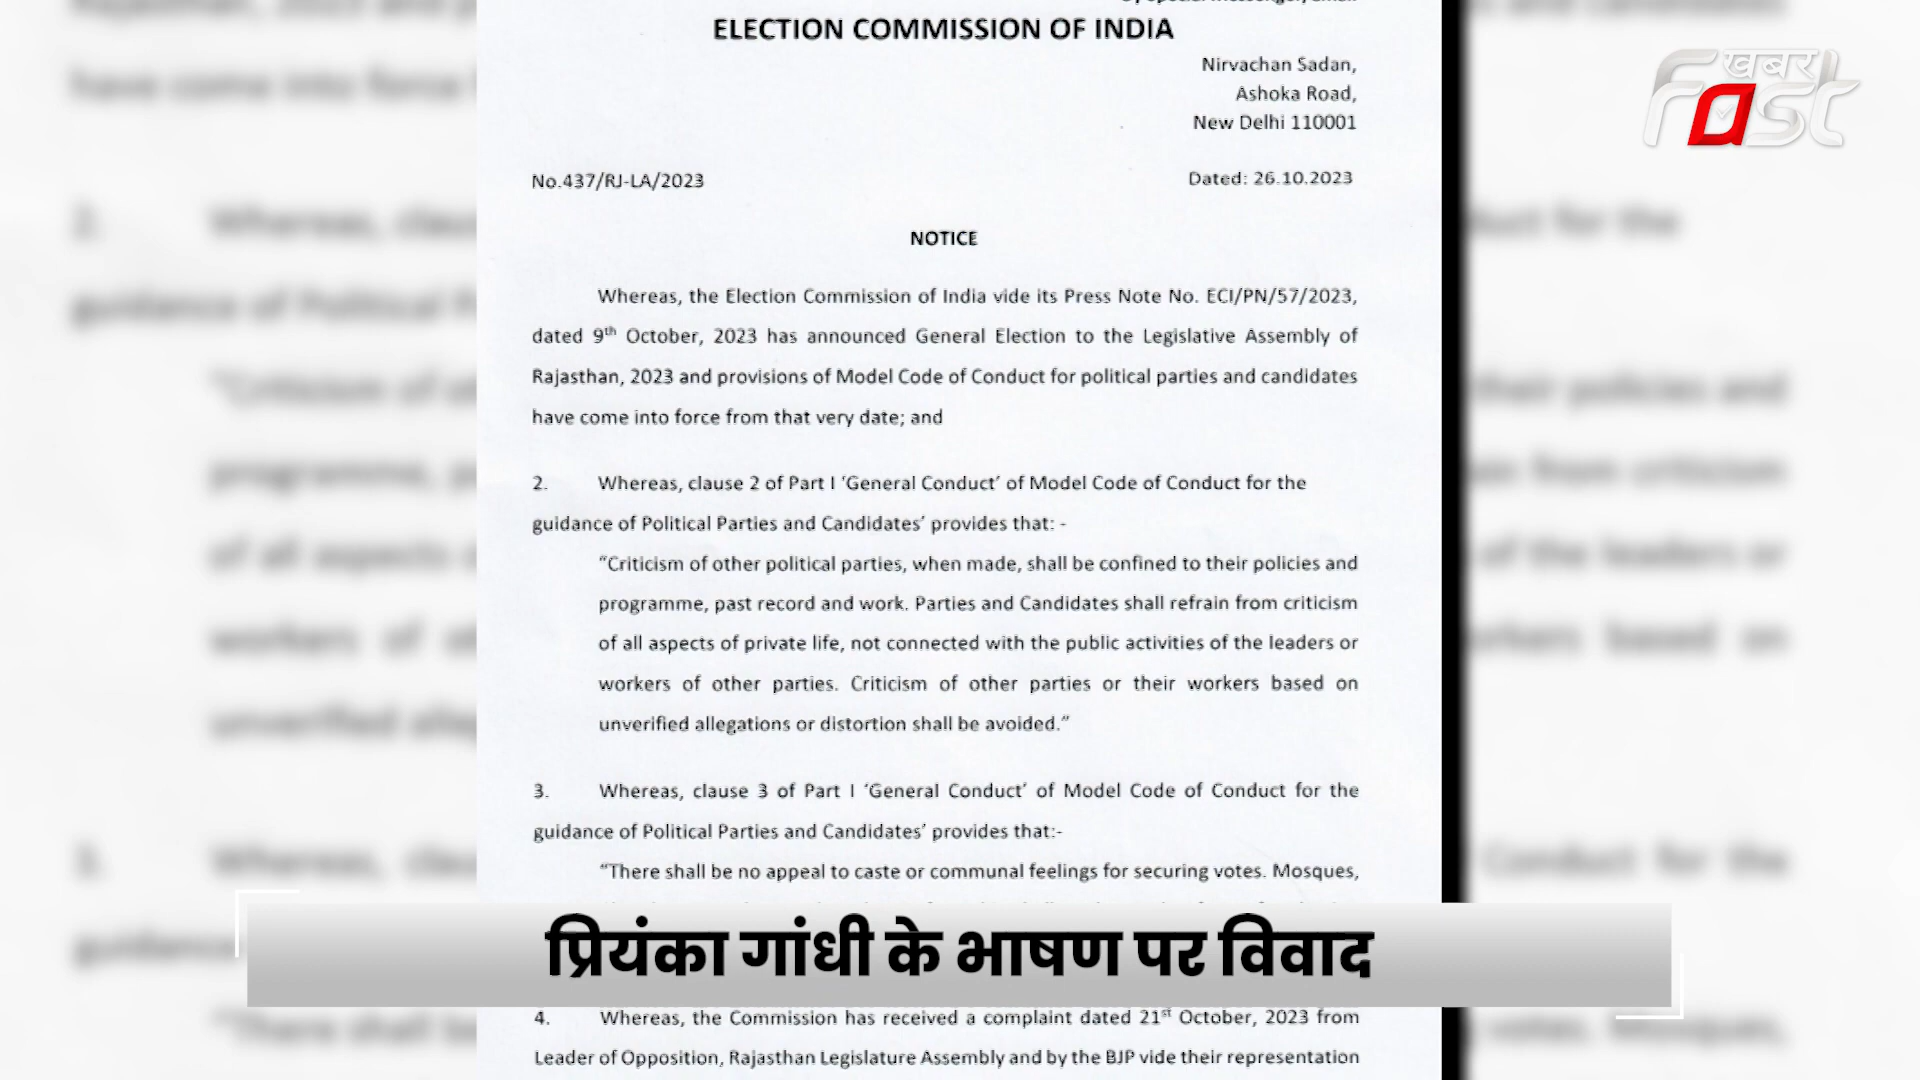 ELECTION COMMISSION OF INDIA
Nirvachan Sadan,
Ashoka Road,
New Delhi 110001
खबर
Fast
No.437/RJ-LA/2023
Dated: 26.10.2023
NOTICE
Whereas, the Election Commission of India vide its Press Note No. ECI/PN/57/2023,
dated 9th October, 2023 has announced General Election to the Legislative Assembly of
Rajasthan, 2023 and provisions of Model Code of Conduct for political parties and candidates
have come into force from that very date; and
2. Whereas, clause 2 of Part I ‘General Conduct’ of Model Code of Conduct for the
guidance of Political Parties and Candidates’ provides that: -
“Criticism of other political parties, when made, shall be confined to their policies and
programme, past record and work. Parties and Candidates shall refrain from criticism
of all aspects of private life, not connected with the public activities of the leaders or
workers of other parties. Criticism of other parties or their workers based on
unverified allegations or distortion shall be avoided.”
3. Whereas, clause 3 of Part I ‘General Conduct’ of Model Code of Conduct for the
guidance of Political Parties and Candidates’ provides that:-
“There shall be no appeal to caste or communal feelings for securing votes. Mosques,
प्रियंका गांधी के भाषण पर विवाद
4. Whereas, the Commission has received a complaint dated 21st October, 2023 from
Leader of Opposition, Rajasthan Legislature Assembly and by the BJP vide their representation